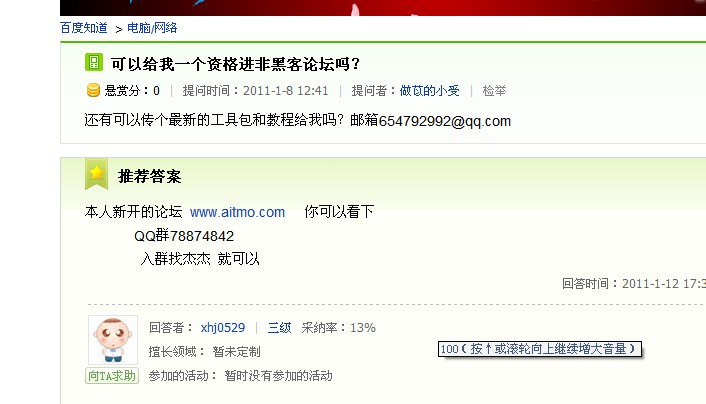 百度知道 > 电脑/网络
可以给我一个资格进非黑客论坛吗？
悬赏分：0 | 提问时间：2011-1-8 12:41 | 提问者：做苡的小受 | 检举
还有可以传个最新的工具包和教程给我吗？邮箱654792992@qq.com
推荐答案
本人新开的论坛 www.aitmo.com 你可以看下
QQ群78874842
入群找杰杰 就可以
回答时间：2011-1-12 17:3
回答者： xhj0529 | 三级 采纳率：13%
擅长领域： 暂未定制
100（按↑或滚轮向上继续增大音量）
向TA求助 参加的活动： 暂时没有参加的活动